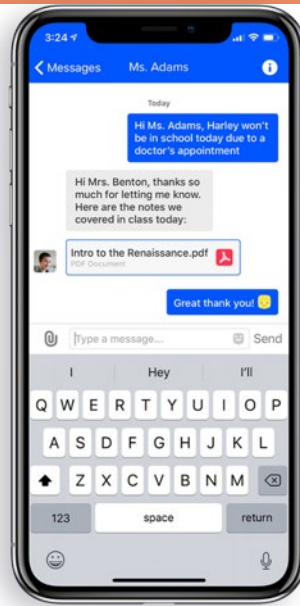 3:24
Messages
Ms. Adams
Today
Hi Ms. Adams, Harley won't
be in school today due to a
doctor's appointment
Hi Mrs. Benton, thanks so
much for letting me know.
Here are the notes we
covered in class today:
Intro to the Renaissance.pdf
PDF Document
Great thank you! 😊
Type a message...
Send
I Hey I'll
Q W E R T Y U I O P
A S D F G H J K L
Z X C V B N M
123 space return